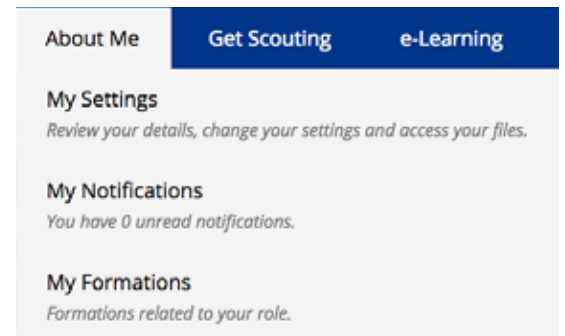 About Me Get Scouting e-Learning
My Settings
Review your details, change your settings and access your files.
My Notifications
You have 0 unread notifications.
My Formations
Formations related to your role.